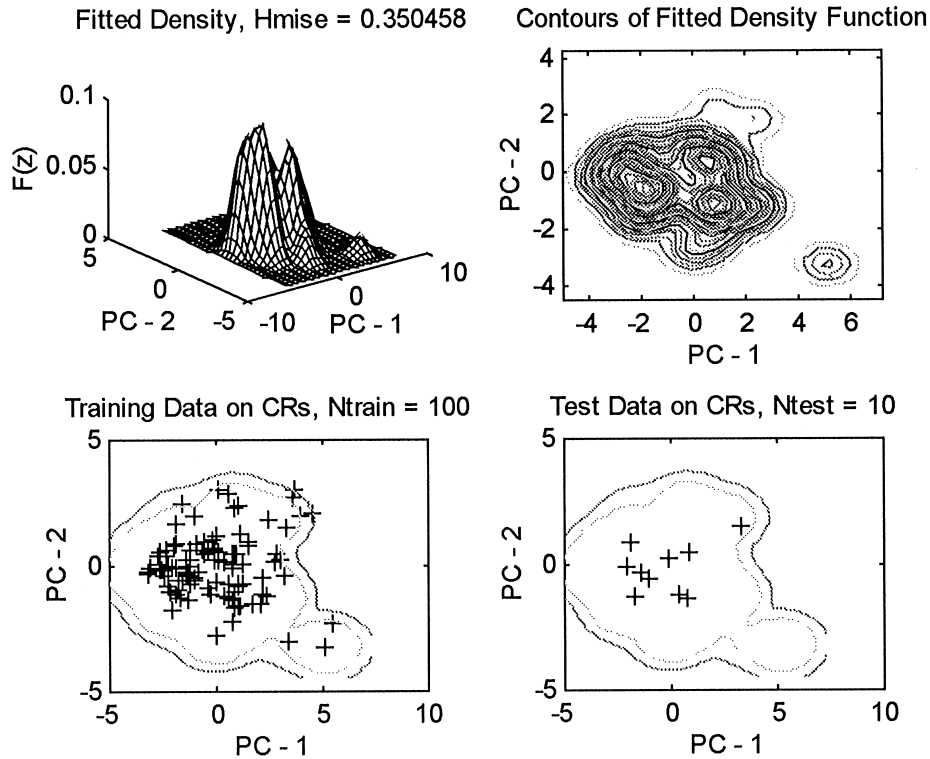 Fitted Density, Hmise = 0.350458
0.1
0.05
0
F(z)
5
0
-5
PC - 2
-10
0
10
PC - 1
Contours of Fitted Density Function
4
2
0
-2
-4
PC - 2
-4
-2
0
2
4
6
PC - 1
Training Data on CRs, Ntrain = 100
5
0
-5
PC - 2
-5
0
5
10
PC - 1
Test Data on CRs, Ntest = 10
5
0
-5
PC - 2
-5
0
5
10
PC - 1